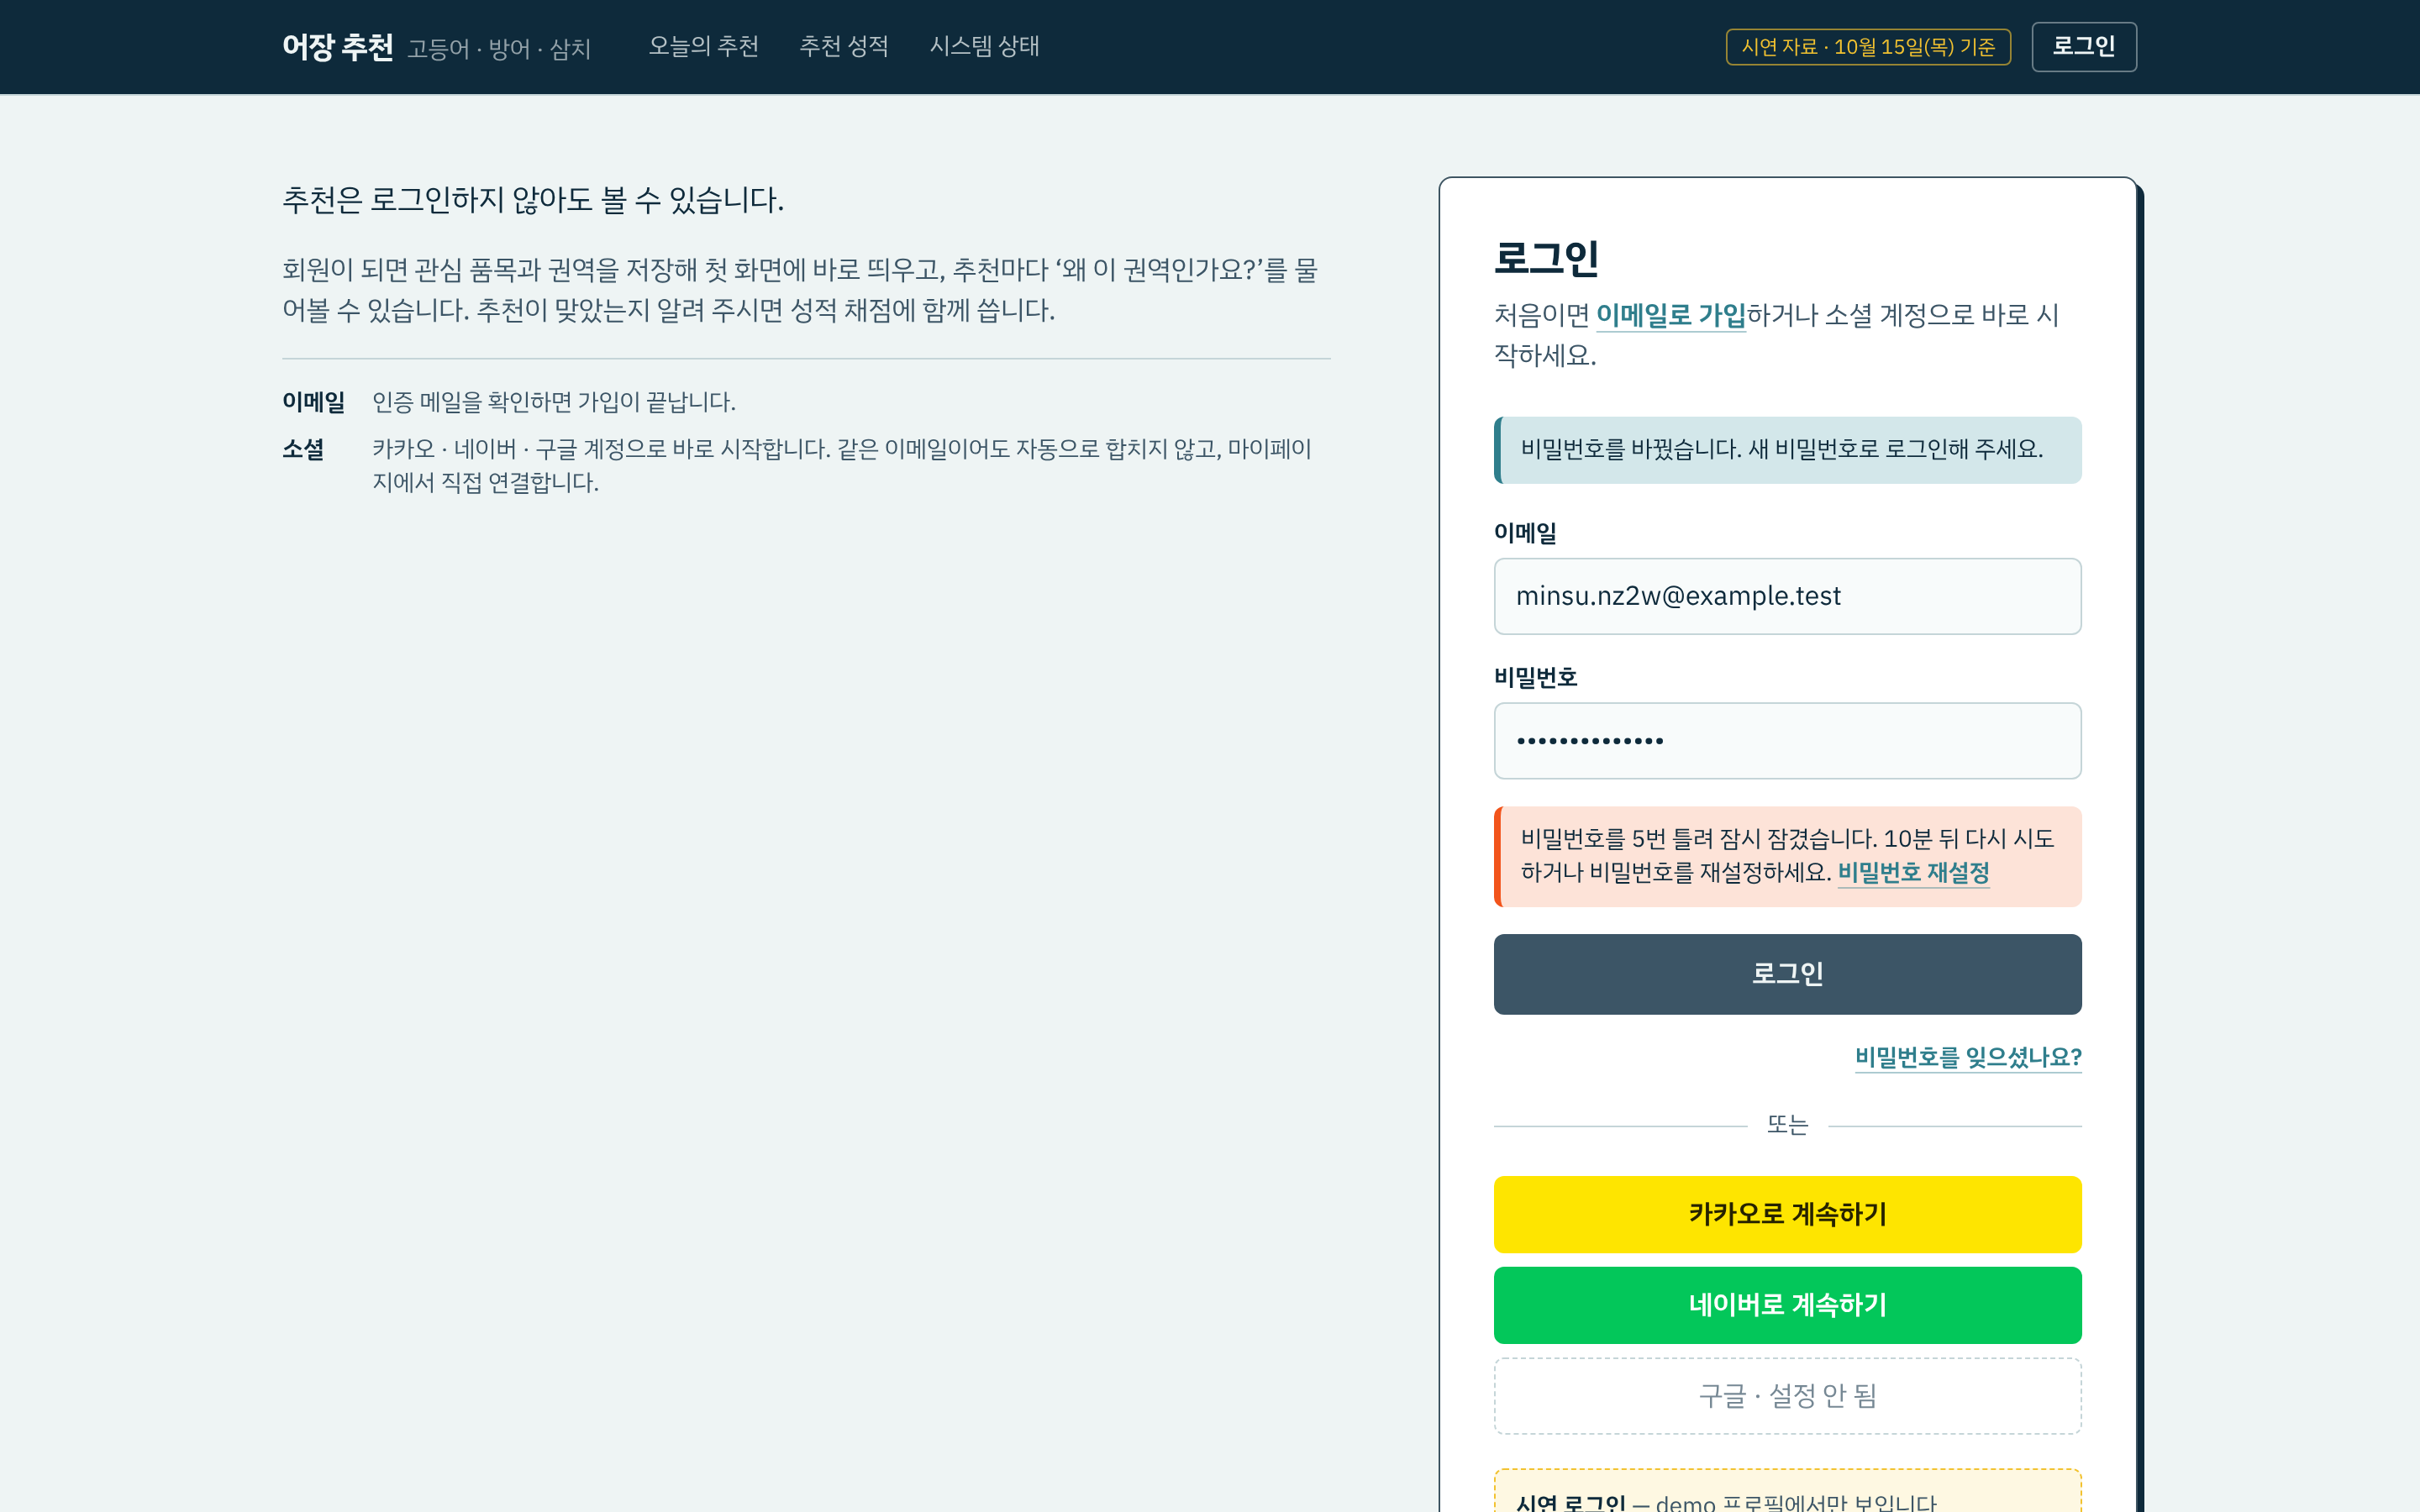 어장 추천 고등어 · 방어 · 삼치 오늘의 추천 추천 성적 시스템 상태 시연 자료 · 10월 15일(목) 기준 로그인
추천은 로그인하지 않아도 볼 수 있습니다.
회원이 되면 관심 품목과 권역을 저장해 첫 화면에 바로 띄우고, 추천마다 ‘왜 이 권역인가요?’를 물
어볼 수 있습니다. 추천이 맞았는지 알려 주시면 성적 채점에 함께 씁니다.
이메일 인증 메일을 확인하면 가입이 끝납니다.
소셜 카카오 · 네이버 · 구글 계정으로 바로 시작합니다. 같은 이메일이어도 자동으로 합치지 않고, 마이페이
지에서 직접 연결합니다.
로그인
처음이면 이메일로 가입하거나 소셜 계정으로 바로 시
작하세요.
비밀번호를 바꿨습니다. 새 비밀번호로 로그인해 주세요.
이메일
minsu.nz2w@example.test
비밀번호
••••••••••••••
비밀번호를 5번 틀려 잠시 잠겼습니다. 10분 뒤 다시 시도
하거나 비밀번호를 재설정하세요. 비밀번호 재설정
로그인
비밀번호를 잊으셨나요?
또는
카카오로 계속하기
네이버로 계속하기
구글 · 설정 안 됨
시연 로그인 — demo 프로필에서만 보입니다